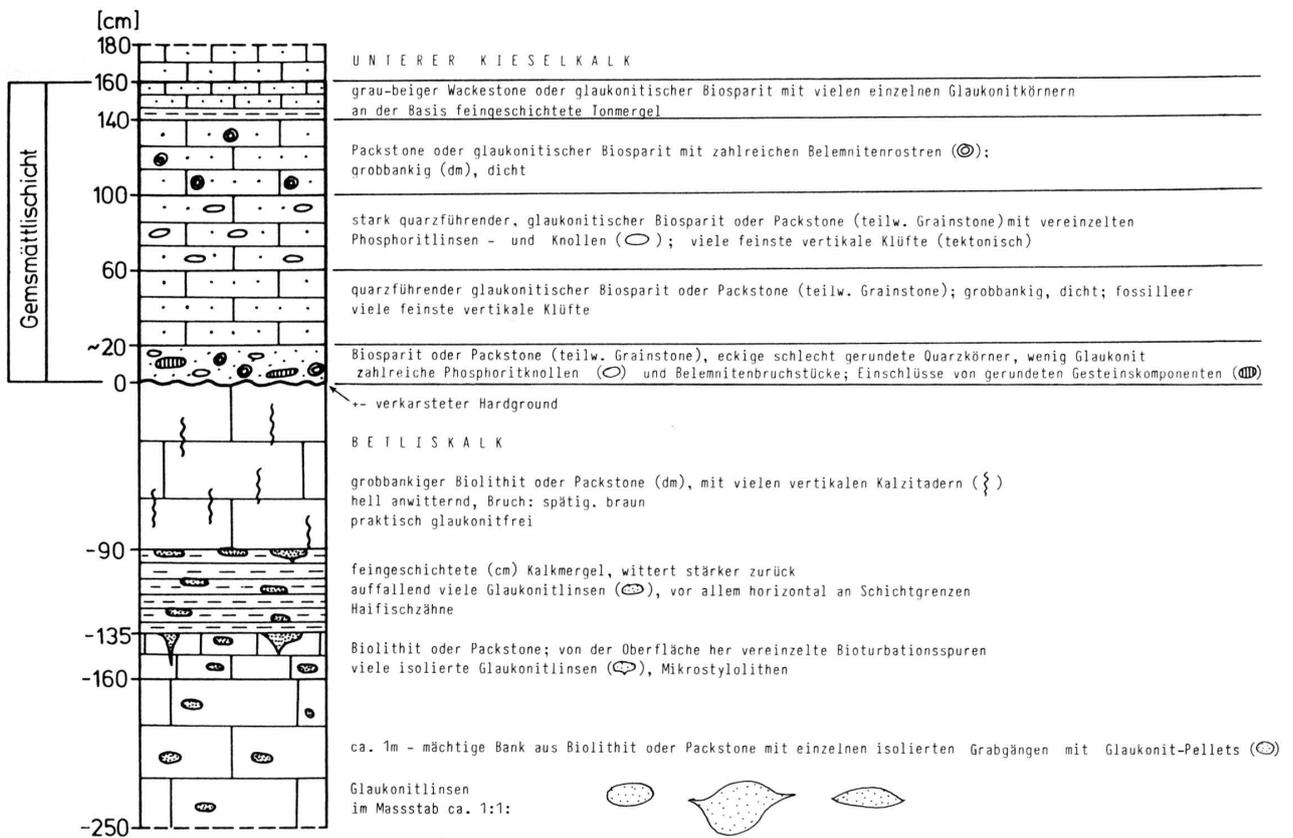 [cm]
180
UNTERER KIESELKALK
160
grau-beiger Wackestone oder glaukonitischer Biosparit mit vielen einzelnen Glaukonitkörnern
an der Basis feingeschichtete Tonmergel
140
Packstone oder glaukonitischer Biosparit mit zahlreichen Belemnitenrostren ( );
grobbankig (dm), dicht
100
Gemsmättlischicht
stark quarzführender, glaukonitischer Biosparit oder Packstone (teilw. Grainstone) mit vereinzelten
Phosphoritlinsen - und Knollen ( ); viele feinste vertikale Klüfte (tektonisch)
60
quarzführender glaukonitischer Biosparit oder Packstone (teilw. Grainstone); grobbankig, dicht; fossilleer
viele feinste vertikale Klüfte
~20
Biosparit oder Packstone (teilw. Grainstone), eckige schlecht gerundete Quarzkörner, wenig Glaukonit
zahlreiche Phosphoritknollen ( ) und Belemnitenbruchstücke; Einschlüsse von gerundeten Gesteinskomponenten ( )
0
+- verkarsteter Hardground
BETLISKALK
grobbankiger Biolithit oder Packstone (dm), mit vielen vertikalen Kalzitadern ( )
hell anwitternd, Bruch: spätig. braun
praktisch glaukonitfrei
-90
feingeschichtete (cm) Kalkmergel, wittert stärker zurück
auffallend viele Glaukonitlinsen ( ), vor allem horizontal an Schichtgrenzen
Haifischzähne
-135
Biolithit oder Packstone; von der Oberfläche her vereinzelte Bioturbationsspuren
viele isolierte Glaukonitlinsen ( ), Mikrostylolithen
-160
ca. 1m - mächtige Bank aus Biolithit oder Packstone mit einzelnen isolierten Grabgängen mit Glaukonit-Pellets ( )
Glaukonitlinsen
im Massstab ca. 1:1:
-250